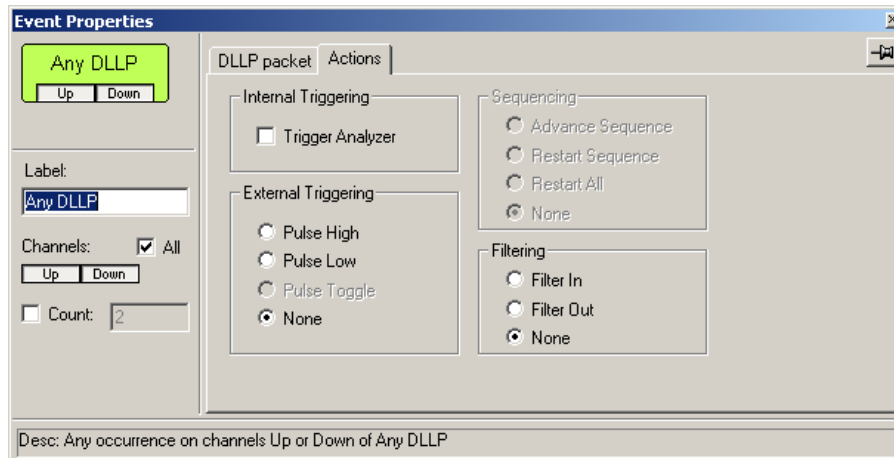 Event Properties
Any DLLP
Up Down
Label:
Any DLLP
Channels: All
Up Down
Count: 2
DLLP packet Actions
Internal Triggering
Trigger Analyzer
External Triggering
Pulse High
Pulse Low
Pulse Toggle
None
Sequencing
Advance Sequence
Restart Sequence
Restart All
None
Filtering
Filter In
Filter Out
None
Desc: Any occurrence on channels Up or Down of Any DLLP